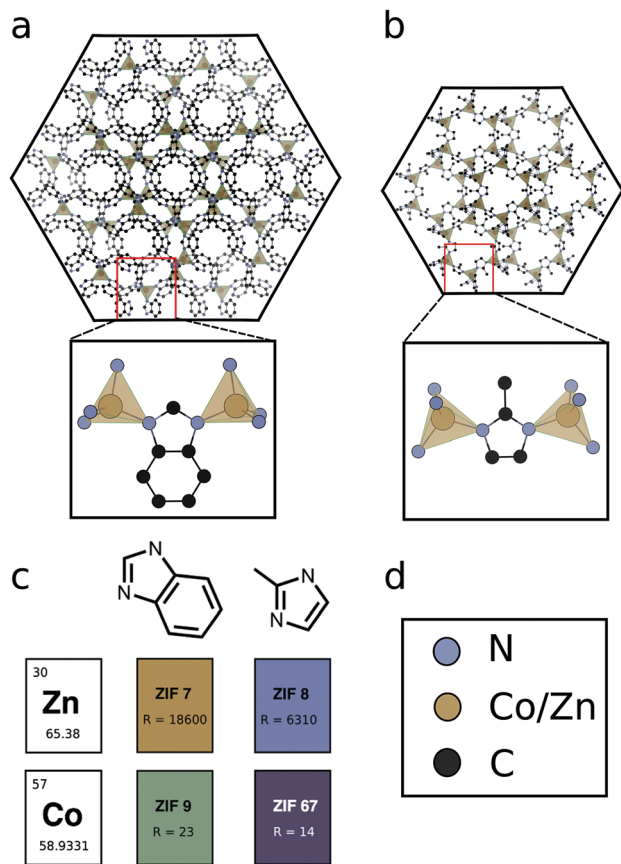 a
b
c
N
N
N
N
30
Zn
65.38
ZIF 7
R = 18600
ZIF 8
R = 6310
57
Co
58.9331
ZIF 9
R = 23
ZIF 67
R = 14
d
N
Co/Zn
C